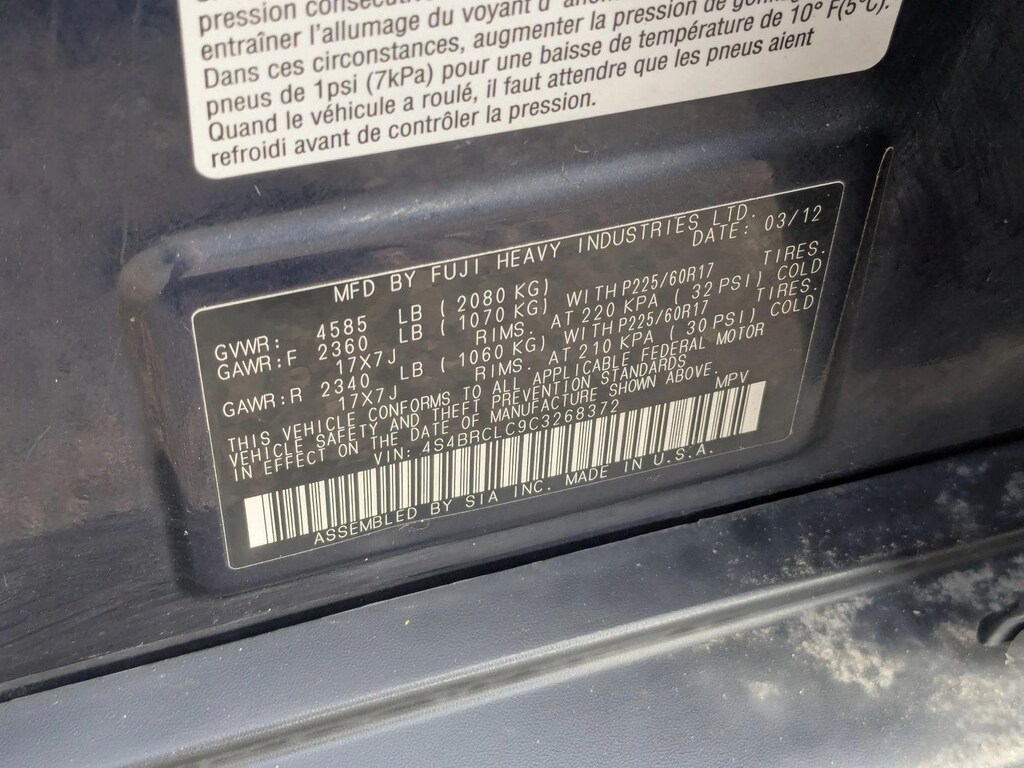 pression
entraîner l'allumage du voyant d'
Dans ces circonstances, augmenter la pression de
pneus de 1psi (7kPa) pour une baisse de température de 10° F(5°C).
Quand le véhicule a roulé, il faut attendre que les pneus aient
refroidi avant de contrôler la pression.
MFD BY FUJI HEAVY INDUSTRIES LTD.
DATE: 03/12
GVWR: 4585 LB ( 2080 KG)
GAWR:F 2360 LB ( 1070 KG) WITH P225/60R17 TIRES.
17X7J RIMS. AT 220 KPA ( 32 PSI) COLD
GAWR:R 2340 LB ( 1060 KG) WITH P225/60R17 TIRES.
17X7J RIMS. AT 210 KPA ( 30 PSI) COLD
THIS VEHICLE CONFORMS TO ALL APPLICABLE FEDERAL MOTOR
VEHICLE SAFETY AND THEFT PREVENTION STANDARDS
IN EFFECT ON THE DATE OF MANUFACTURE SHOWN ABOVE.
VIN: 4S4BRCLC9C3268372 MPV
ASSEMBLED BY SIA INC. MADE IN U.S.A.